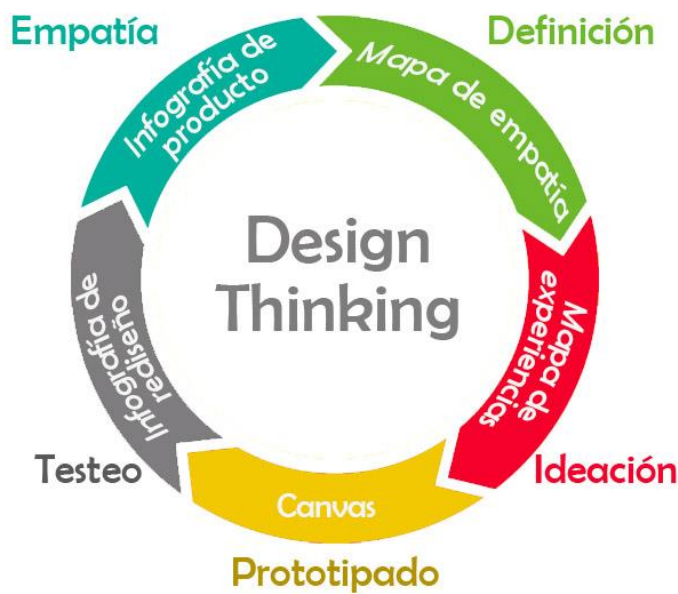 Empatía
Definición
Infografía de
producto
Mapa de empatía
Design
Thinking
Mapa de
experiencias
Infografía de
rediseño
Testeo
Ideación
Canvas
Prototipado